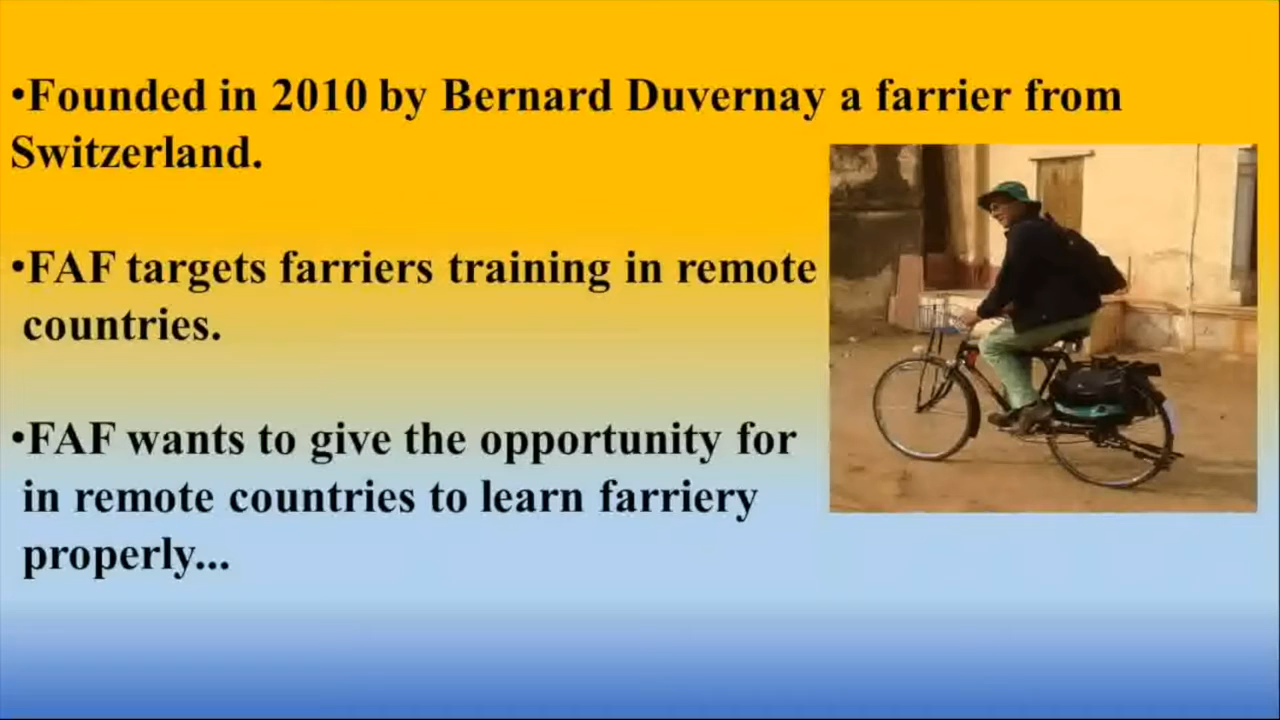 •Founded in 2010 by Bernard Duvernay a farrier from
Switzerland.
•FAF targets farriers training in remote
countries.
•FAF wants to give the opportunity for
in remote countries to learn farriery
properly...